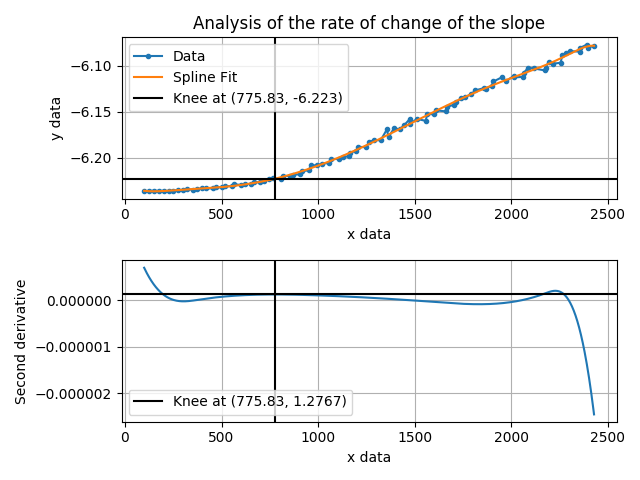 Analysis of the rate of change of the slope
Data
Spline Fit
Knee at (775.83, -6.223)
−6.10
−6.15
−6.20
y data
0
500
1000
1500
2000
2500
x data
0.000000
−0.000001
−0.000002
Second derivative
Knee at (775.83, 1.2767)
0
500
1000
1500
2000
2500
x data